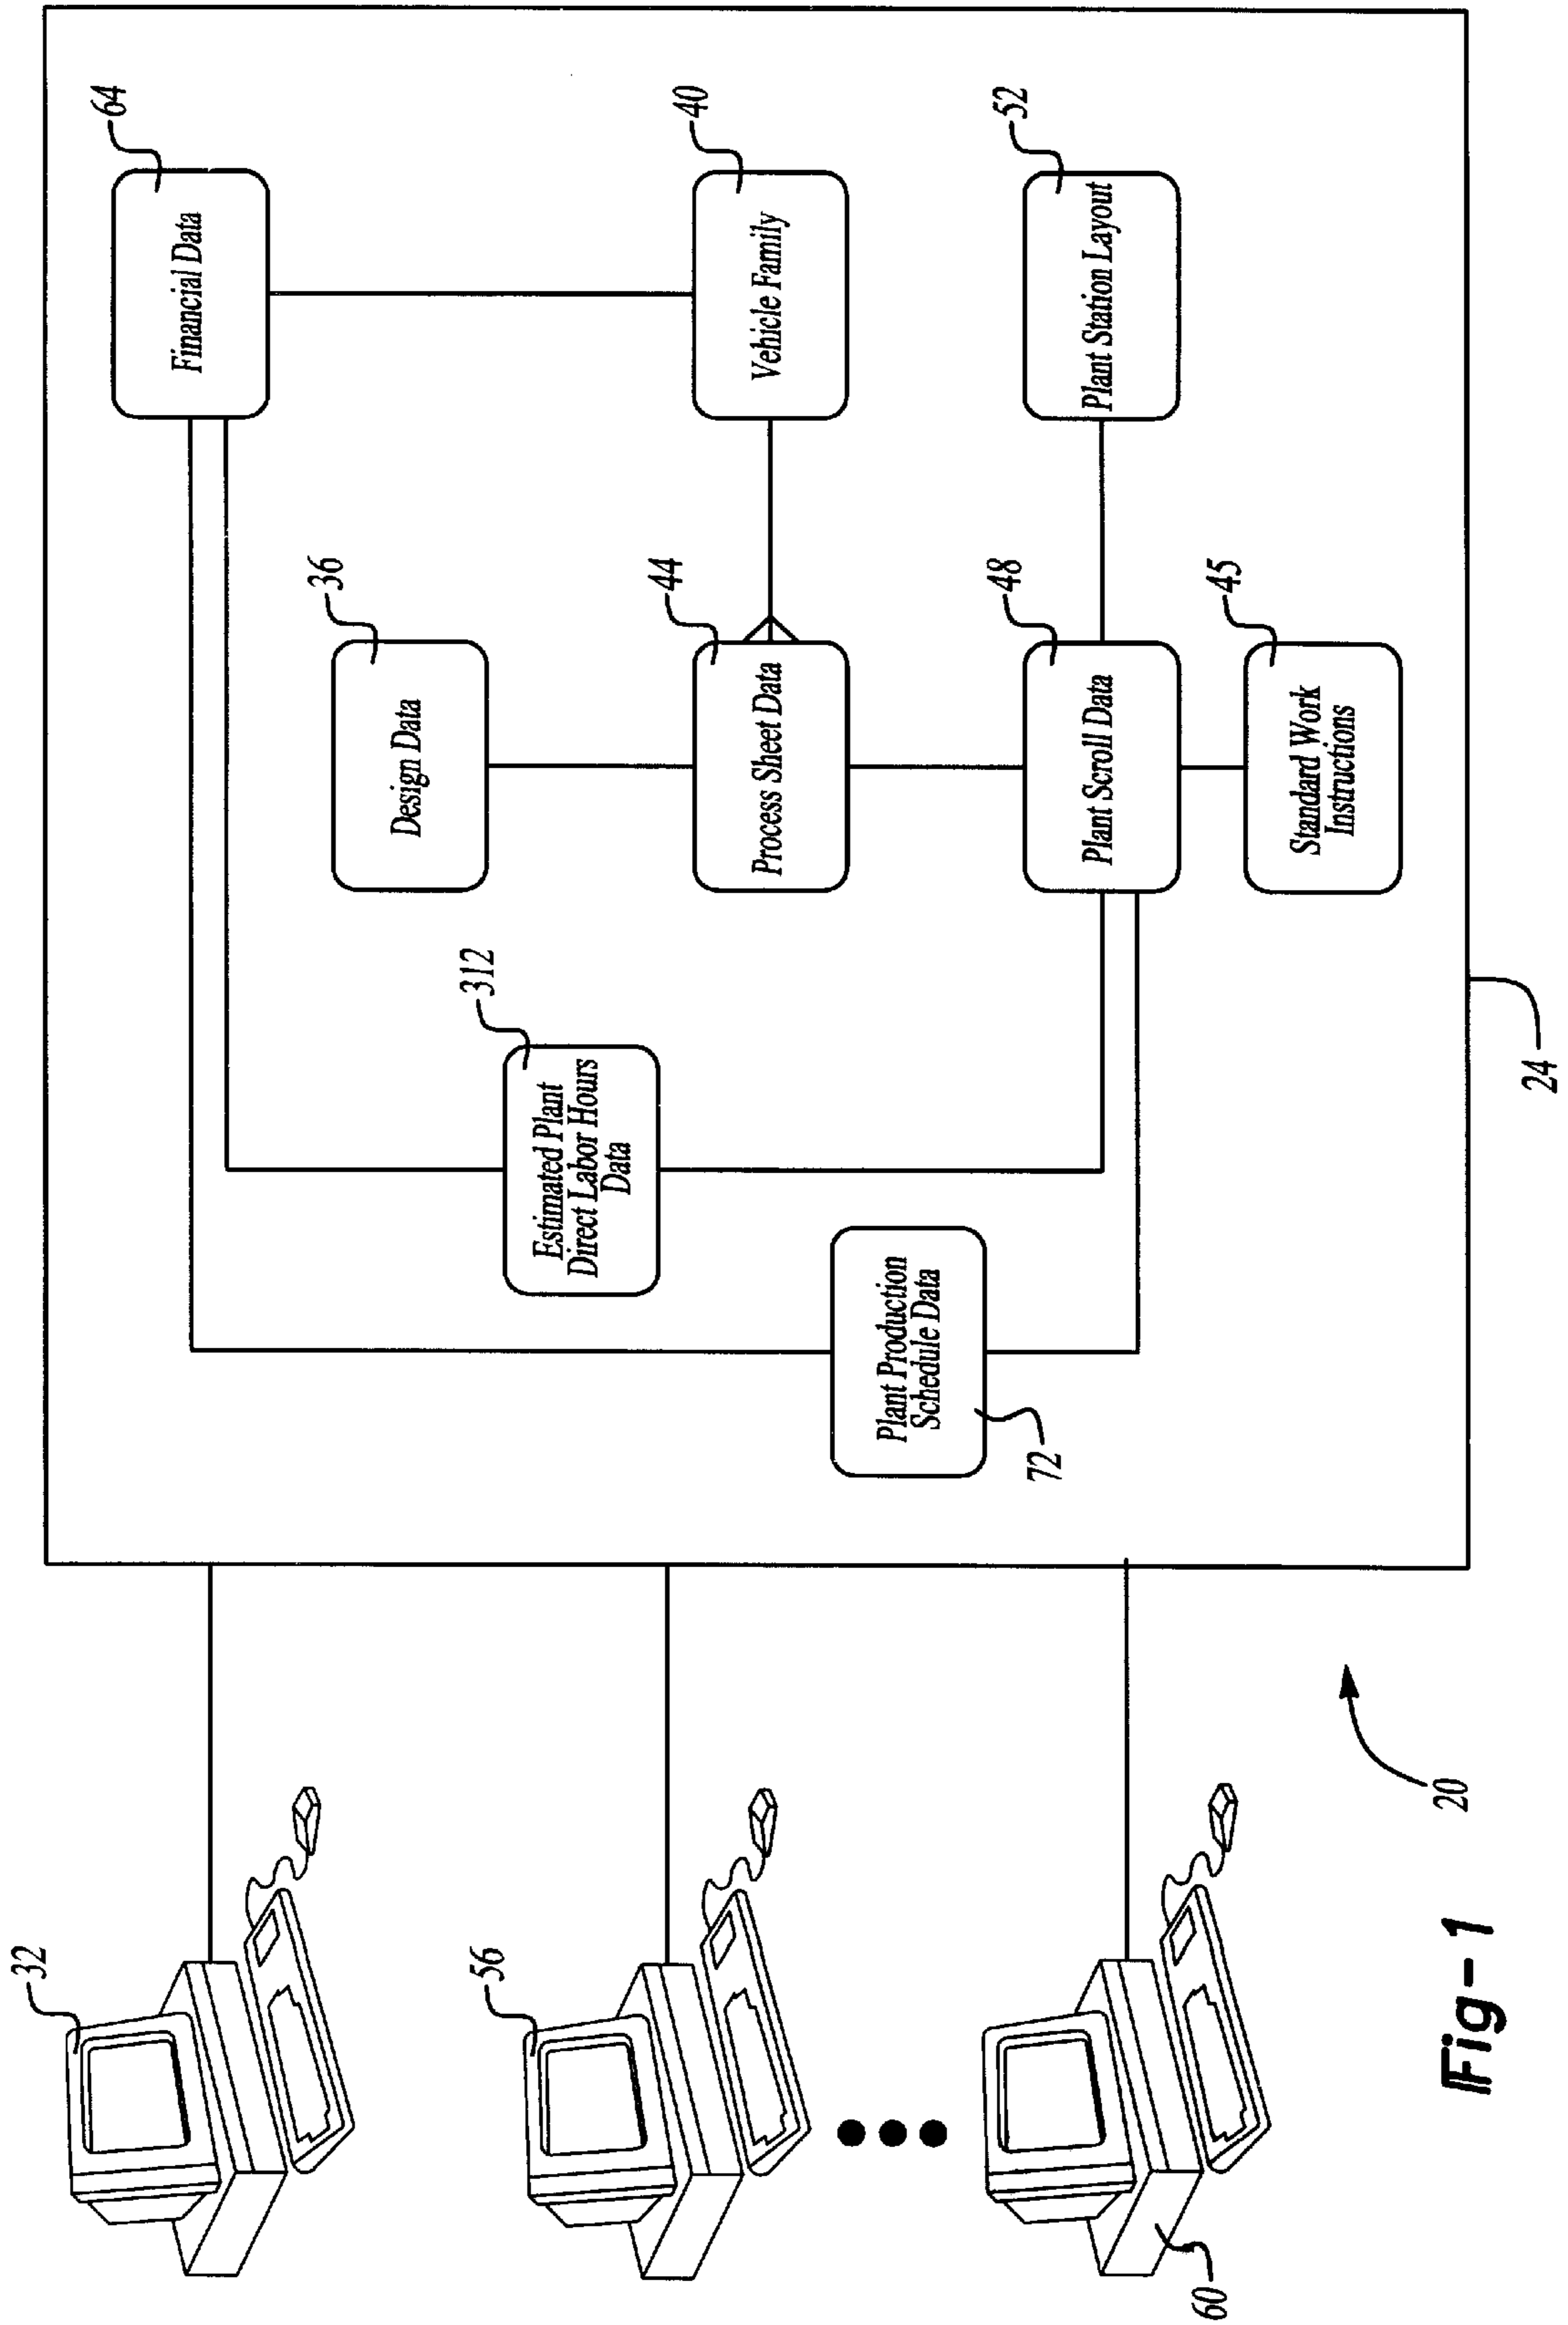 32
56
60
20
Fig-1
24
64
Financial Data
36
Design Data
312
Estimated Plant
Direct Labor Hours
Data
40
Vehicle Family
44
Process Sheet Data
Plant Production
Schedule Data
72
52
Plant Station Layout
48
Plant Scroll Data
45
Standard Work
Instructions